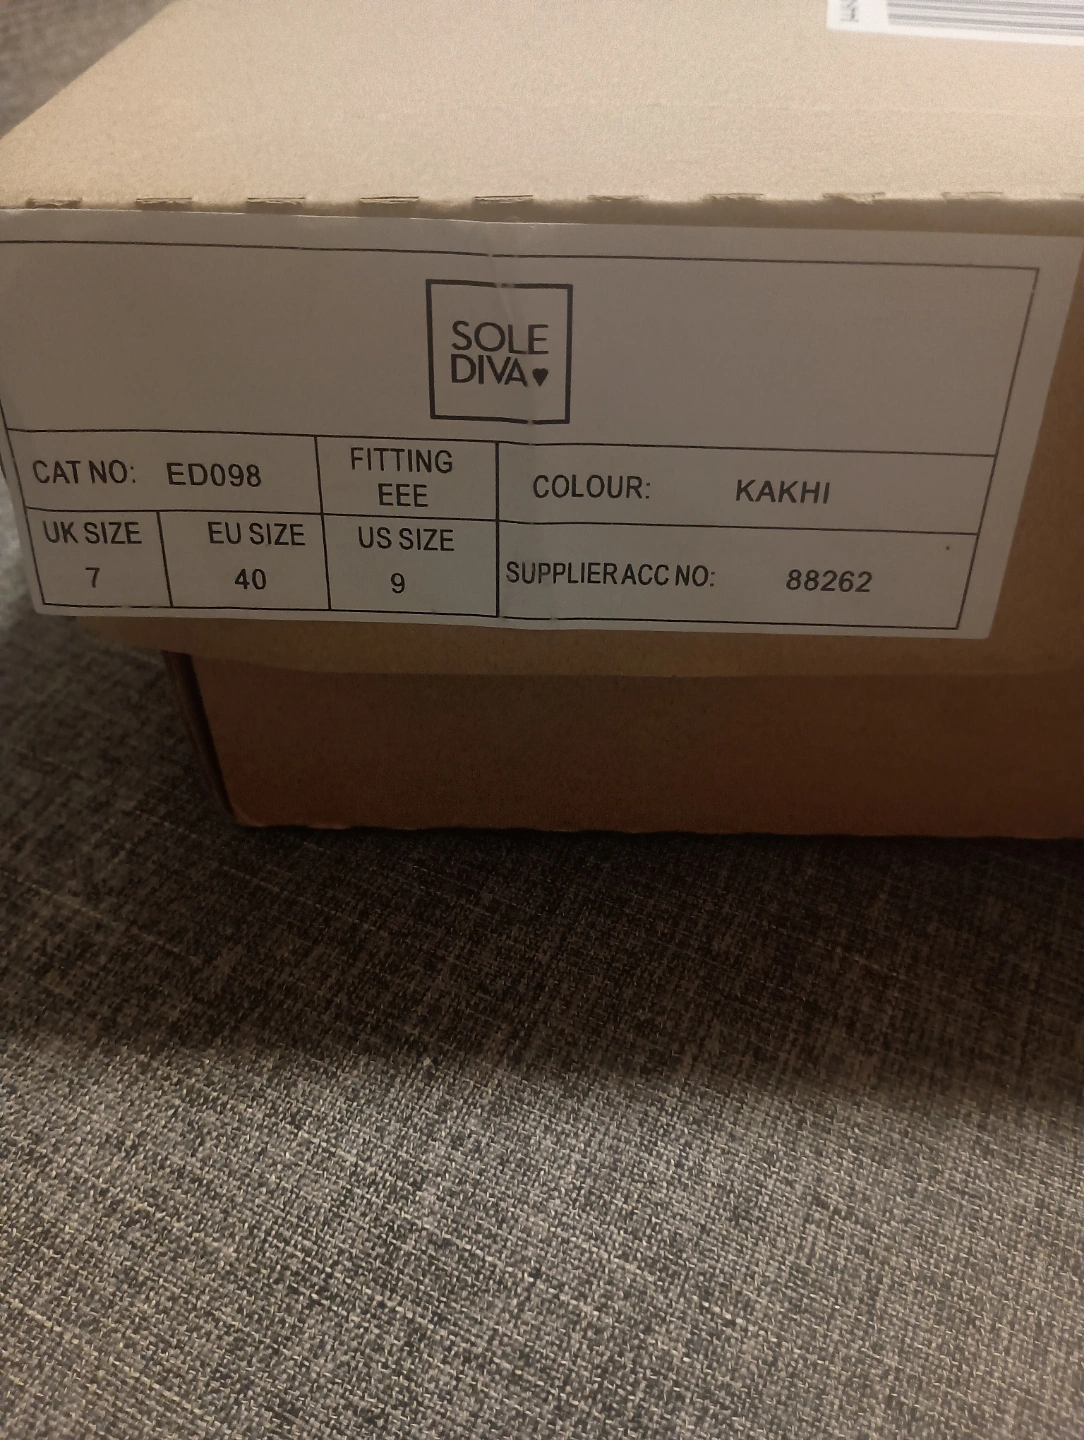 SOLE
DIVA♥
CAT NO: ED098
FITTING
EEE
COLOUR: KAKHI
UK SIZE
7
EU SIZE
40
US SIZE
9
SUPPLIER ACC NO: 88262